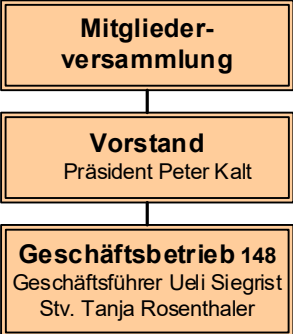 Mitglieder-
versammlung
Vorstand
Präsident Peter Kalt
Geschäftsbetrieb 148
Geschäftsführer Ueli Siegrist
Stv. Tanja Rosenthaler